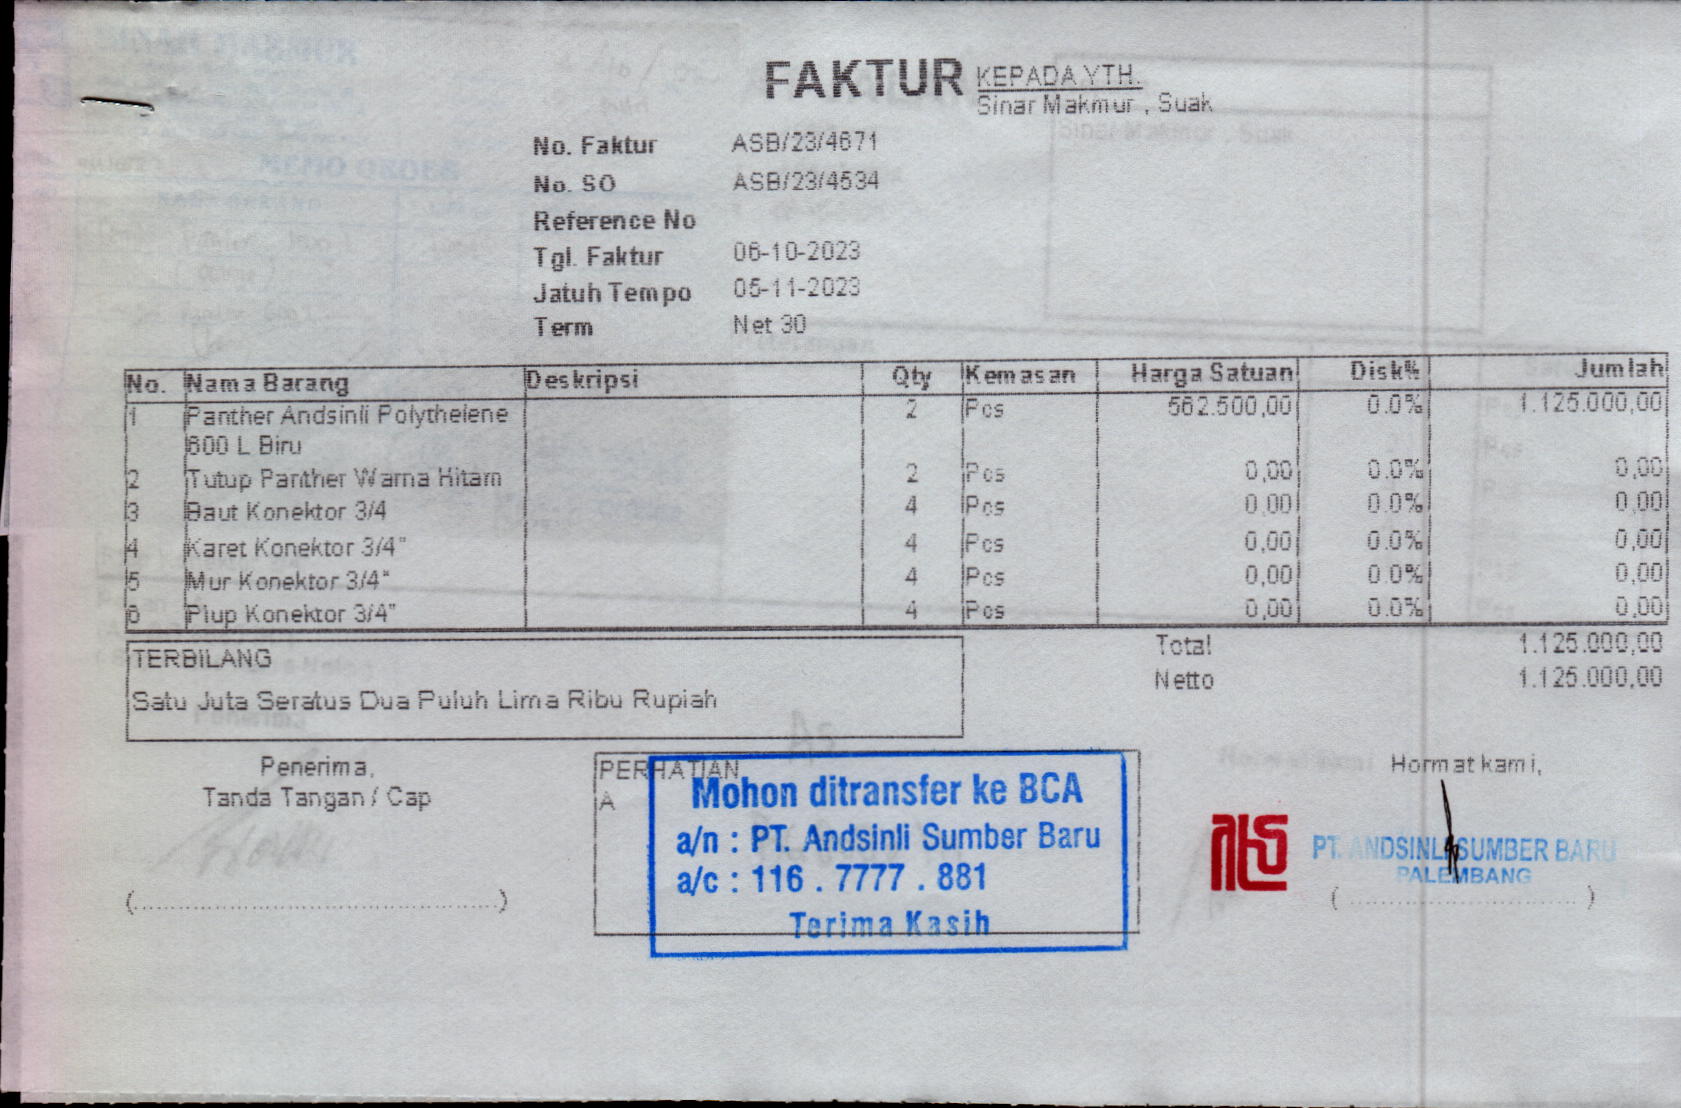 FAKTUR
KEPADA YTH.
Sinar Makmur , Suak
No. Faktur ASB/23/4671
No. SO ASB/23/4534
Reference No
Tgl. Faktur 06-10-2023
Jatuh Tempo 05-11-2023
Term Net 30
No. Nama Barang Deskripsi Qty Kemasan Harga Satuan Disk% Jumlah
1 Panther Andsinli Polythelene 2 Pcs 562.500,00 0.0% 1.125.000,00
600 L Biru
2 Tutup Panther Warna Hitam 2 Pcs 0,00 0.0% 0,00
3 Baut Konektor 3/4 4 Pcs 0,00 0.0% 0,00
4 Karet Konektor 3/4" 4 Pcs 0,00 0.0% 0,00
5 Mur Konektor 3/4" 4 Pcs 0,00 0.0% 0,00
6 Plup Konektor 3/4" 4 Pcs 0,00 0.0% 0,00
Total 1.125.000,00
Netto 1.125.000,00
TERBILANG
Satu Juta Seratus Dua Puluh Lima Ribu Rupiah
Penerima,
Tanda Tangan / Cap
(................................................)
PERHATIAN
A
Mohon ditransfer ke BCA
a/n : PT. Andsinli Sumber Baru
a/c : 116 . 7777 . 881
Terima Kasih
Hormat kami,
PT. ANDSINLI SUMBER BARU
PALEMBANG
(..............................)